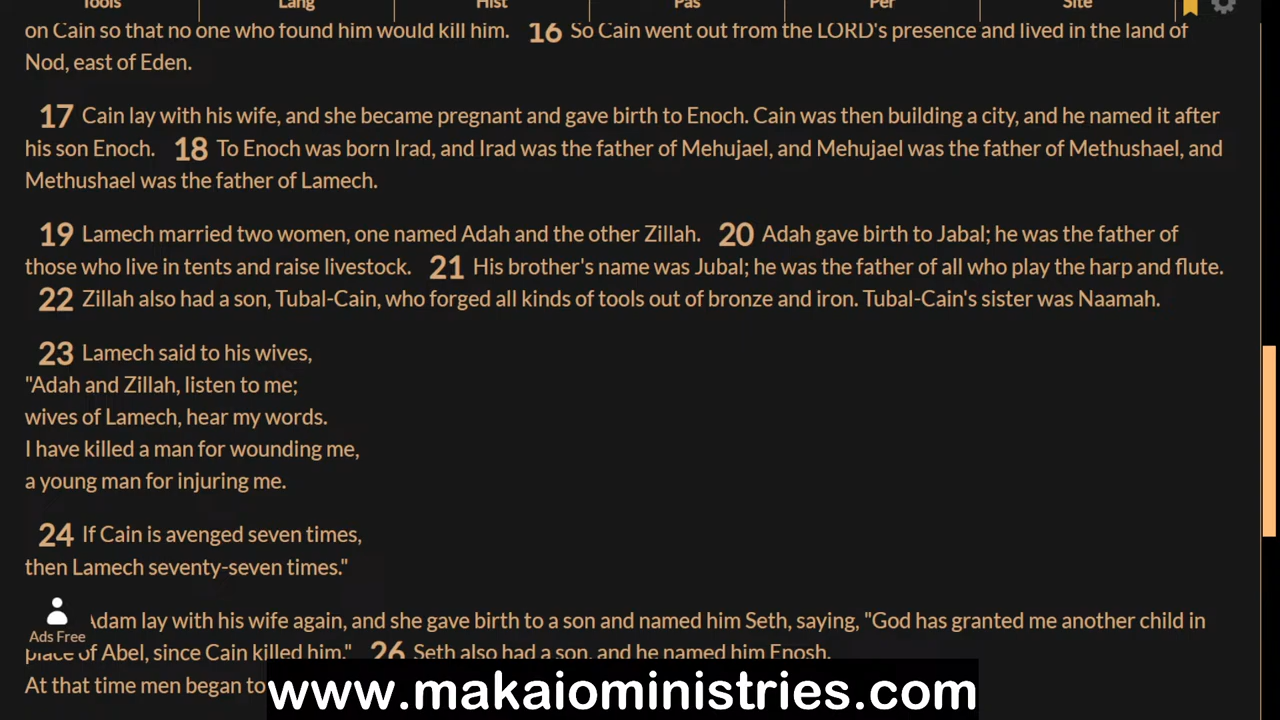 Tools Lang Hist Pas Per Site
on Cain so that no one who found him would kill him. 16 So Cain went out from the LORD's presence and lived in the land of
Nod, east of Eden.
17 Cain lay with his wife, and she became pregnant and gave birth to Enoch. Cain was then building a city, and he named it after
his son Enoch. 18 To Enoch was born Irad, and Irad was the father of Mehujael, and Mehujael was the father of Methushael, and
Methushael was the father of Lamech.
19 Lamech married two women, one named Adah and the other Zillah. 20 Adah gave birth to Jabal; he was the father of
those who live in tents and raise livestock. 21 His brother's name was Jubal; he was the father of all who play the harp and flute.
22 Zillah also had a son, Tubal-Cain, who forged all kinds of tools out of bronze and iron. Tubal-Cain's sister was Naamah.
23 Lamech said to his wives,
"Adah and Zillah, listen to me;
wives of Lamech, hear my words.
I have killed a man for wounding me,
a young man for injuring me.
24 If Cain is avenged seven times,
then Lamech seventy-seven times."
Adam lay with his wife again, and she gave birth to a son and named him Seth, saying, "God has granted me another child in
Ads Free
place of Abel, since Cain killed him." 26 Seth also had a son, and he named him Enosh.
At that time men began to
www.makaioministries.com